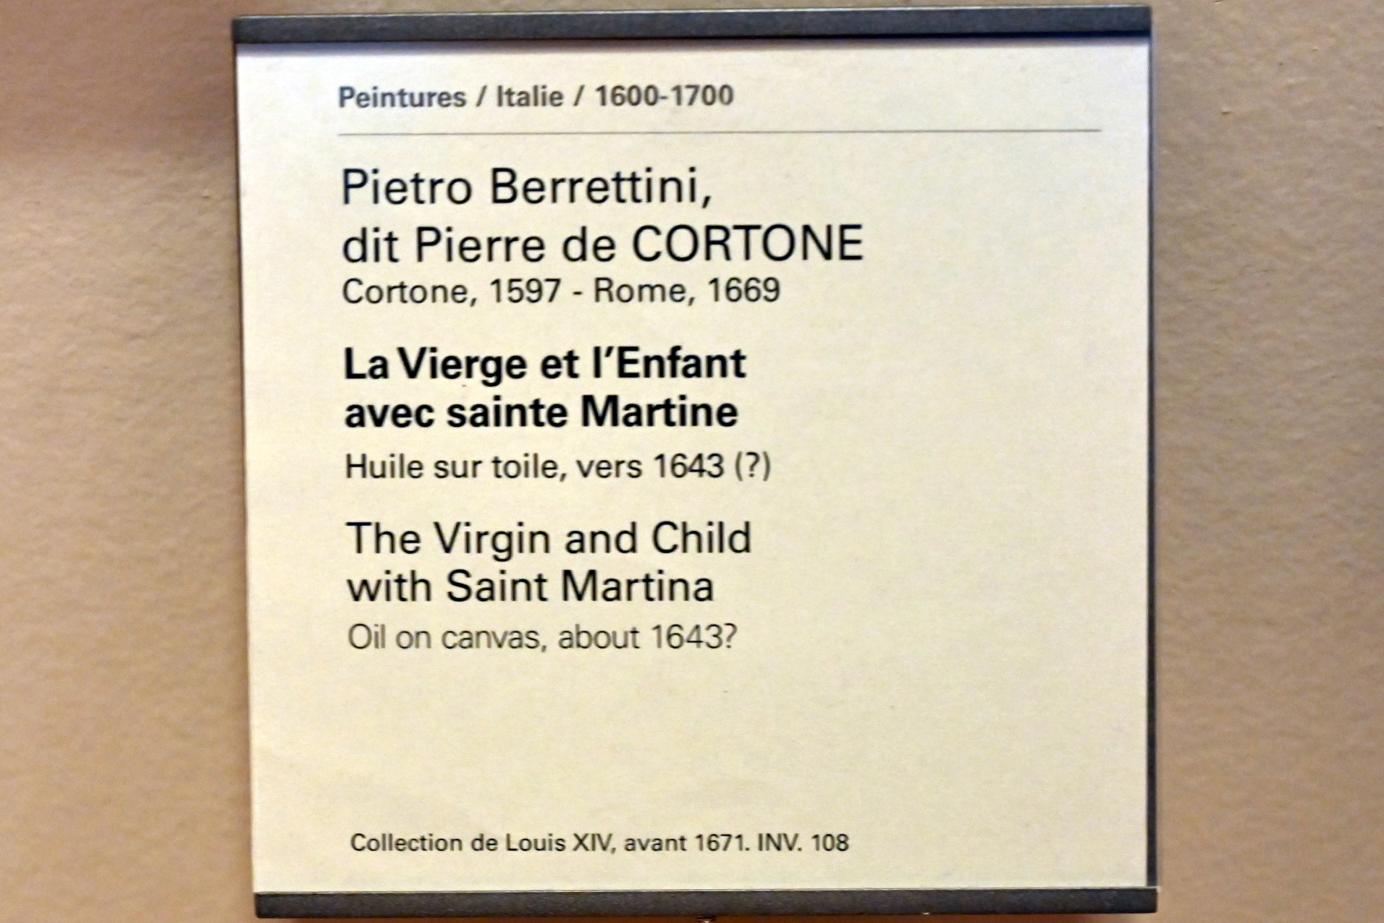 Peintures / Italie / 1600-1700
Pietro Berrettini,
dit Pierre de CORTONE
Cortone, 1597 - Rome, 1669
La Vierge et l'Enfant
avec sainte Martine
Huile sur toile, vers 1643 (?)
The Virgin and Child
with Saint Martina
Oil on canvas, about 1643?
Collection de Louis XIV, avant 1671. INV. 108